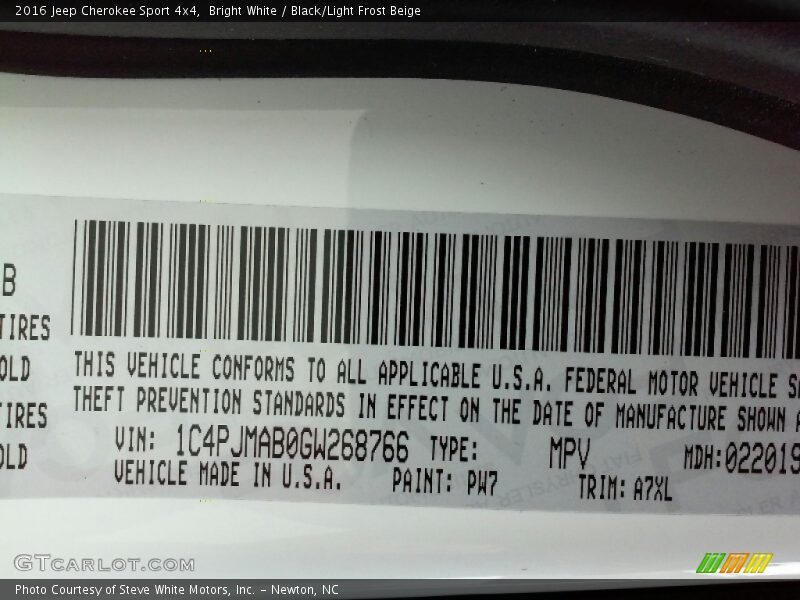 2016 Jeep Cherokee Sport 4x4,  Bright White / Black/Light Frost Beige
B
TIRES
OLD
TIRES
OLD
THIS VEHICLE CONFORMS TO ALL APPLICABLE U.S.A. FEDERAL MOTOR VEHICLE
THEFT PREVENTION STANDARDS IN EFFECT ON THE DATE OF MANUFACTURE SHOWN
VIN: 1C4PJMAB0GW268766 TYPE: MPV MDH:022019
VEHICLE MADE IN U.S.A. PAINT: PW7 TRIM: A7XL
GTCARLOT.COM
Photo Courtesy of Steve White Motors, Inc. – Newton, NC